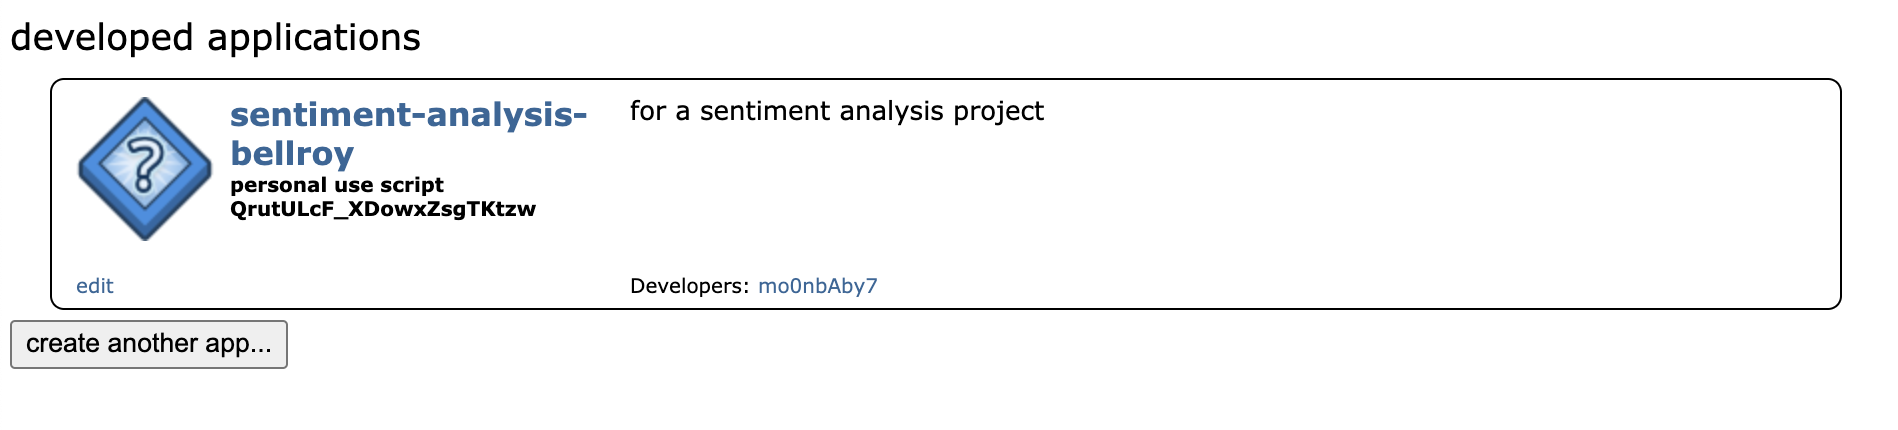 developed applications
sentiment-analysis-
bellroy
personal use script
QrutULcF_XDowxZsgTKtzw
for a sentiment analysis project
edit
Developers: mo0nbAby7
create another app...